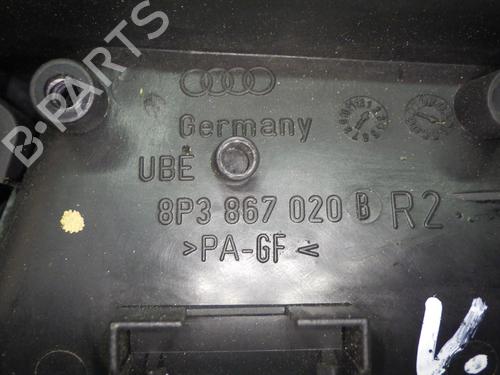 Germany
UBE
8P3 867 020 B R2
>PA-GF<
V.
B-PARTS